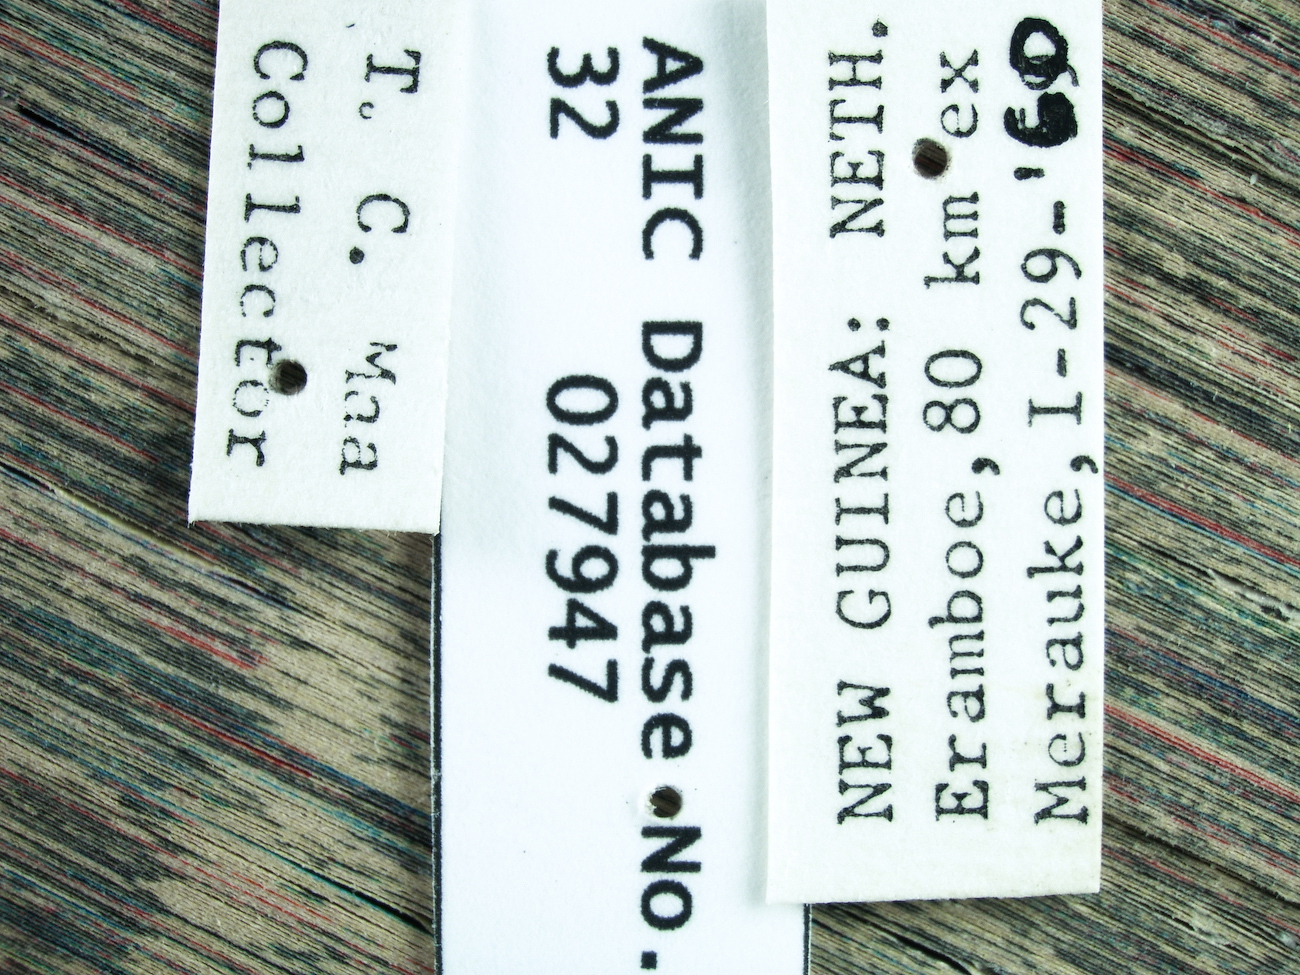 T. C. Maa
Collector
ANIC Database No.
32 027947
NEW GUINEA: NETH.
Eramboe, 80 km ex
Merauke, I-29-'60